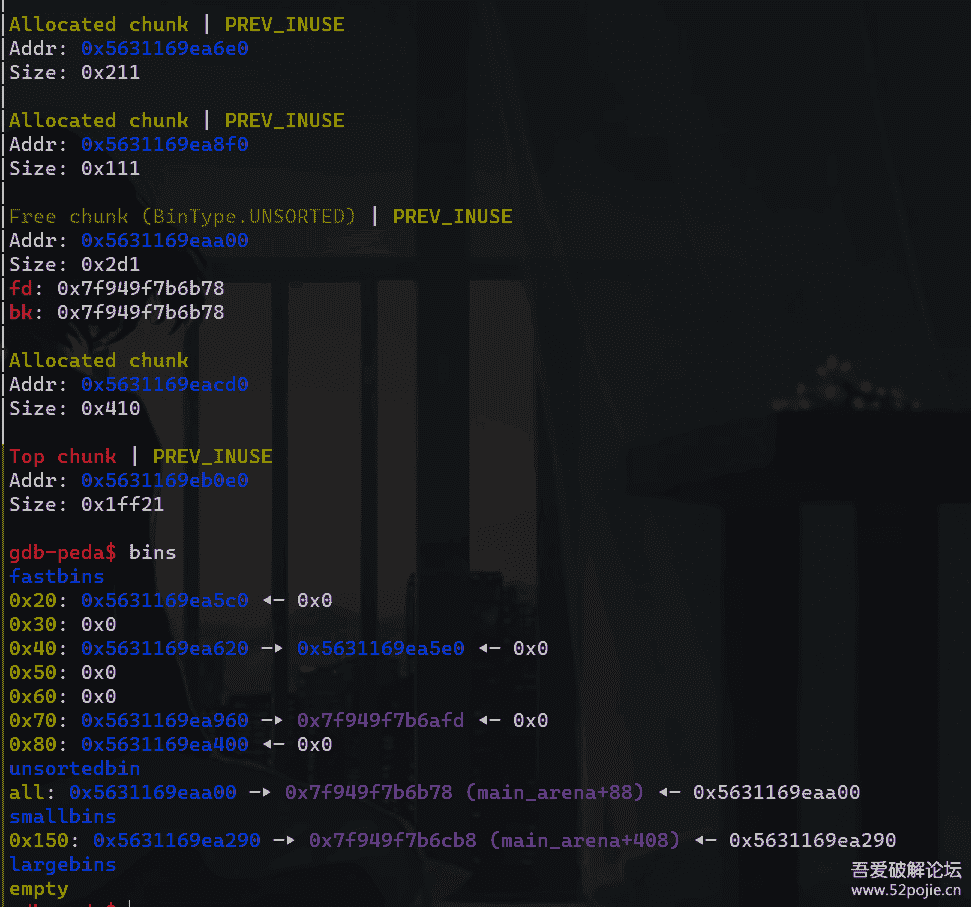 Allocated chunk | PREV_INUSE
Addr: 0x5631169ea6e0
Size: 0x211
Allocated chunk | PREV_INUSE
Addr: 0x5631169ea8f0
Size: 0x111
Free chunk (BinType.UNSORTED) | PREV_INUSE
Addr: 0x5631169eaa00
Size: 0x2d1
fd: 0x7f949f7b6b78
bk: 0x7f949f7b6b78
Allocated chunk
Addr: 0x5631169eacd0
Size: 0x410
Top chunk | PREV_INUSE
Addr: 0x5631169eb0e0
Size: 0x1ff21
gdb-peda$ bins
fastbins
0x20: 0x5631169ea5c0 ◂— 0x0
0x30: 0x0
0x40: 0x5631169ea620 —▸ 0x5631169ea5e0 ◂— 0x0
0x50: 0x0
0x60: 0x0
0x70: 0x5631169ea960 —▸ 0x7f949f7b6afd ◂— 0x0
0x80: 0x5631169ea400 ◂— 0x0
unsortedbin
all: 0x5631169eaa00 —▸ 0x7f949f7b6b78 (main_arena+88) ◂— 0x5631169eaa00
smallbins
0x150: 0x5631169ea290 —▸ 0x7f949f7b6cb8 (main_arena+408) ◂— 0x5631169ea290
largebins
empty
吾爱破解论坛
www.52pojie.cn